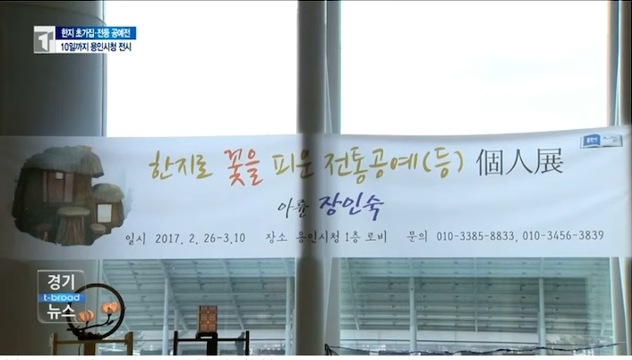 한지 초가집·전등 공예전
10일까지 용인시청 전시
한지로 꽃을 피운 전통공예(등) 個人展
아륜 장인숙
일시 2017. 2. 26-3.10 장소 용인시청 1층 로비 문의 010-3385-8833, 010-3456-3839
경기
t-broad
뉴스